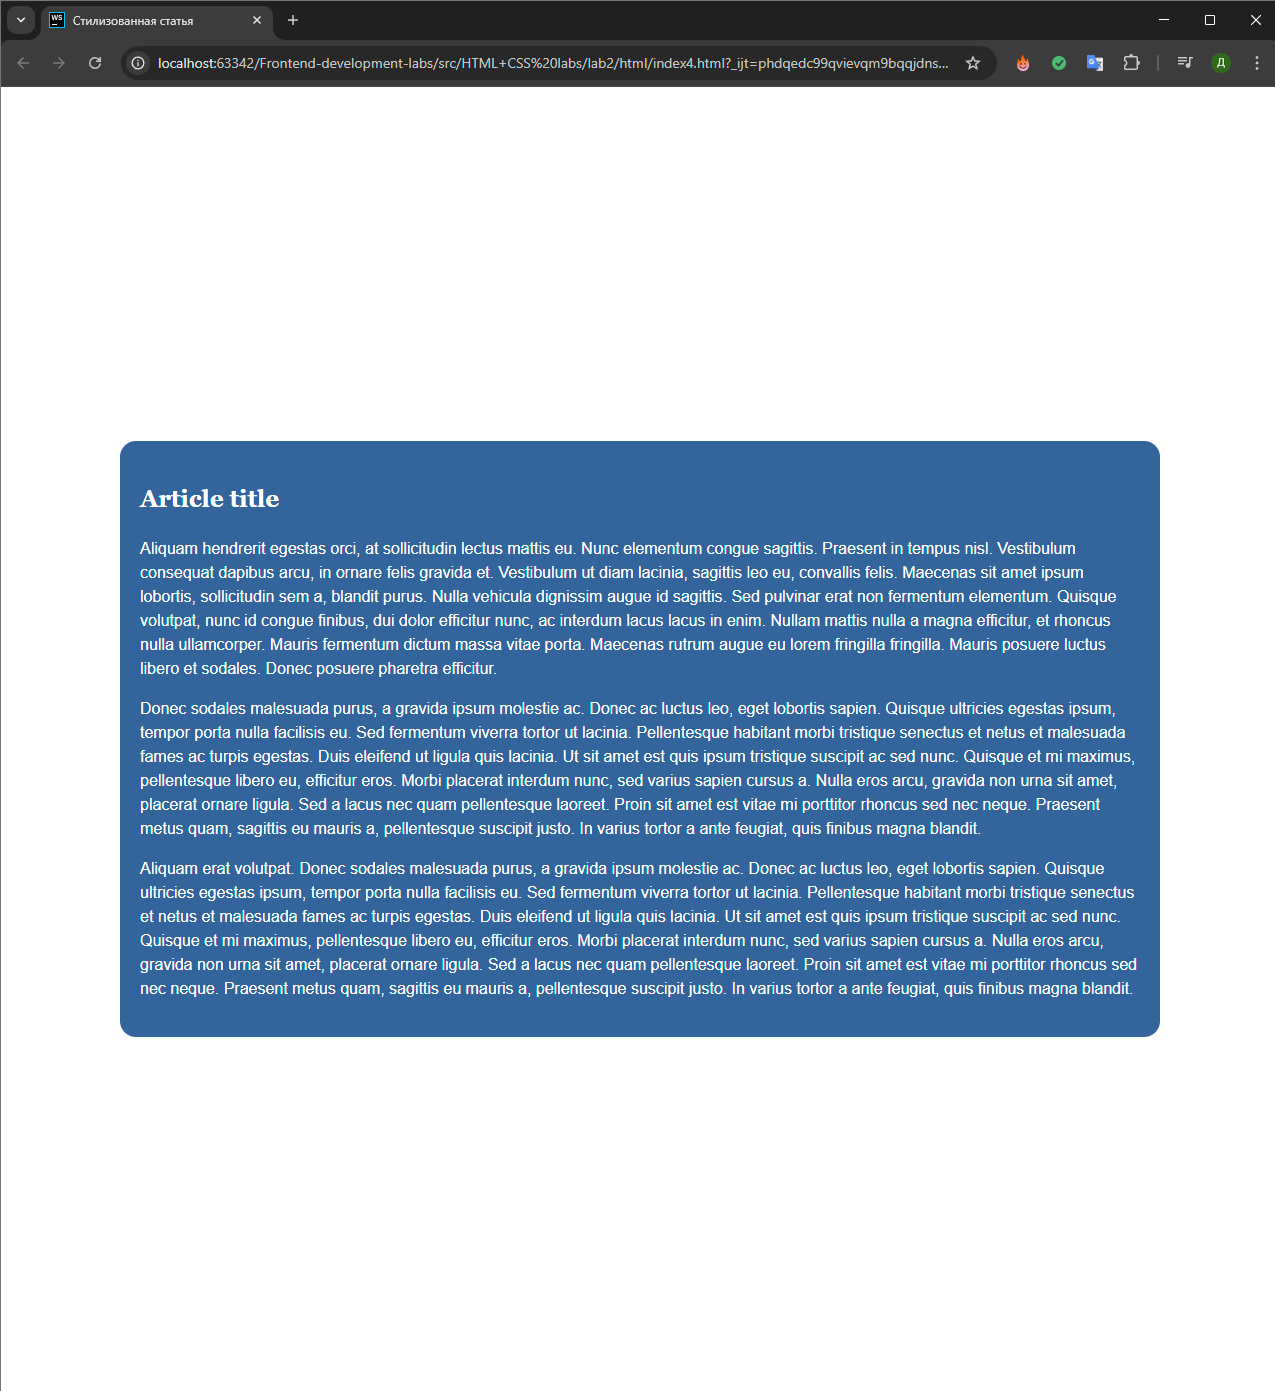 WS
Стилизованная статья
localhost:63342/Frontend-development-labs/src/HTML+CSS%20labs/lab2/html/index4.html?_ijt=phdqedc99qvievqm9bqqjdns...
G
Д
Article title
Aliquam hendrerit egestas orci, at sollicitudin lectus mattis eu. Nunc elementum congue sagittis. Praesent in tempus nisl. Vestibulum
consequat dapibus arcu, in ornare felis gravida et. Vestibulum ut diam lacinia, sagittis leo eu, convallis felis. Maecenas sit amet ipsum
lobortis, sollicitudin sem a, blandit purus. Nulla vehicula dignissim augue id sagittis. Sed pulvinar erat non fermentum elementum. Quisque
volutpat, nunc id congue finibus, dui dolor efficitur nunc, ac interdum lacus lacus in enim. Nullam mattis nulla a magna efficitur, et rhoncus
nulla ullamcorper. Mauris fermentum dictum massa vitae porta. Maecenas rutrum augue eu lorem fringilla fringilla. Mauris posuere luctus
libero et sodales. Donec posuere pharetra efficitur.
Donec sodales malesuada purus, a gravida ipsum molestie ac. Donec ac luctus leo, eget lobortis sapien. Quisque ultricies egestas ipsum,
tempor porta nulla facilisis eu. Sed fermentum viverra tortor ut lacinia. Pellentesque habitant morbi tristique senectus et netus et malesuada
fames ac turpis egestas. Duis eleifend ut ligula quis lacinia. Ut sit amet est quis ipsum tristique suscipit ac sed nunc. Quisque et mi maximus,
pellentesque libero eu, efficitur eros. Morbi placerat interdum nunc, sed varius sapien cursus a. Nulla eros arcu, gravida non urna sit amet,
placerat ornare ligula. Sed a lacus nec quam pellentesque laoreet. Proin sit amet est vitae mi porttitor rhoncus sed nec neque. Praesent
metus quam, sagittis eu mauris a, pellentesque suscipit justo. In varius tortor a ante feugiat, quis finibus magna blandit.
Aliquam erat volutpat. Donec sodales malesuada purus, a gravida ipsum molestie ac. Donec ac luctus leo, eget lobortis sapien. Quisque
ultricies egestas ipsum, tempor porta nulla facilisis eu. Sed fermentum viverra tortor ut lacinia. Pellentesque habitant morbi tristique senectus
et netus et malesuada fames ac turpis egestas. Duis eleifend ut ligula quis lacinia. Ut sit amet est quis ipsum tristique suscipit ac sed nunc.
Quisque et mi maximus, pellentesque libero eu, efficitur eros. Morbi placerat interdum nunc, sed varius sapien cursus a. Nulla eros arcu,
gravida non urna sit amet, placerat ornare ligula. Sed a lacus nec quam pellentesque laoreet. Proin sit amet est vitae mi porttitor rhoncus sed
nec neque. Praesent metus quam, sagittis eu mauris a, pellentesque suscipit justo. In varius tortor a ante feugiat, quis finibus magna blandit.